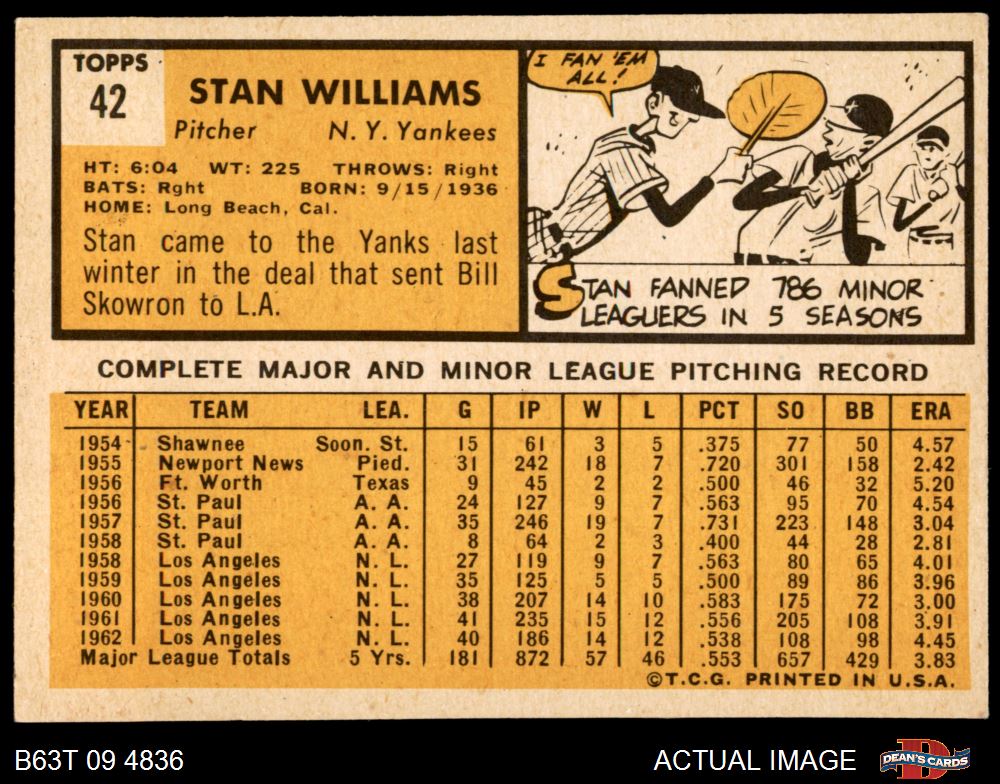 TOPPS
42
STAN WILLIAMS
Pitcher N. Y. Yankees
HT: 6:04 WT: 225 THROWS: Right
BATS: Rght BORN: 9/15/1936
HOME: Long Beach, Cal.
Stan came to the Yanks last
winter in the deal that sent Bill
Skowron to L.A.
I FAN 'EM
ALL!
STAN FANNED 786 MINOR
LEAGUERS IN 5 SEASONS
COMPLETE MAJOR AND MINOR LEAGUE PITCHING RECORD
YEAR TEAM LEA. G IP W L PCT SO BB ERA
1954 Shawnee Soon. St. 15 61 3 5 .375 77 50 4.57
1955 Newport News Pied. 31 242 18 7 .720 301 158 2.42
1956 Ft. Worth Texas 9 45 2 2 .500 46 32 5.20
1956 St. Paul A. A. 24 127 9 7 .563 95 70 4.54
1957 St. Paul A. A. 35 246 19 7 .731 223 148 3.04
1958 St. Paul A. A. 8 64 2 3 .400 44 28 2.81
1958 Los Angeles N. L. 27 119 9 7 .563 80 65 4.01
1959 Los Angeles N. L. 35 125 5 5 .500 89 86 3.96
1960 Los Angeles N. L. 38 207 14 10 .583 175 72 3.00
1961 Los Angeles N. L. 41 235 15 12 .556 205 108 3.91
1962 Los Angeles N. L. 40 186 14 12 .538 108 98 4.45
Major League Totals 5 Yrs. 181 872 57 46 .553 657 429 3.83
©T.C.G. PRINTED IN U.S.A.
B63T 09 4836 ACTUAL IMAGE DEAN'S CARDS